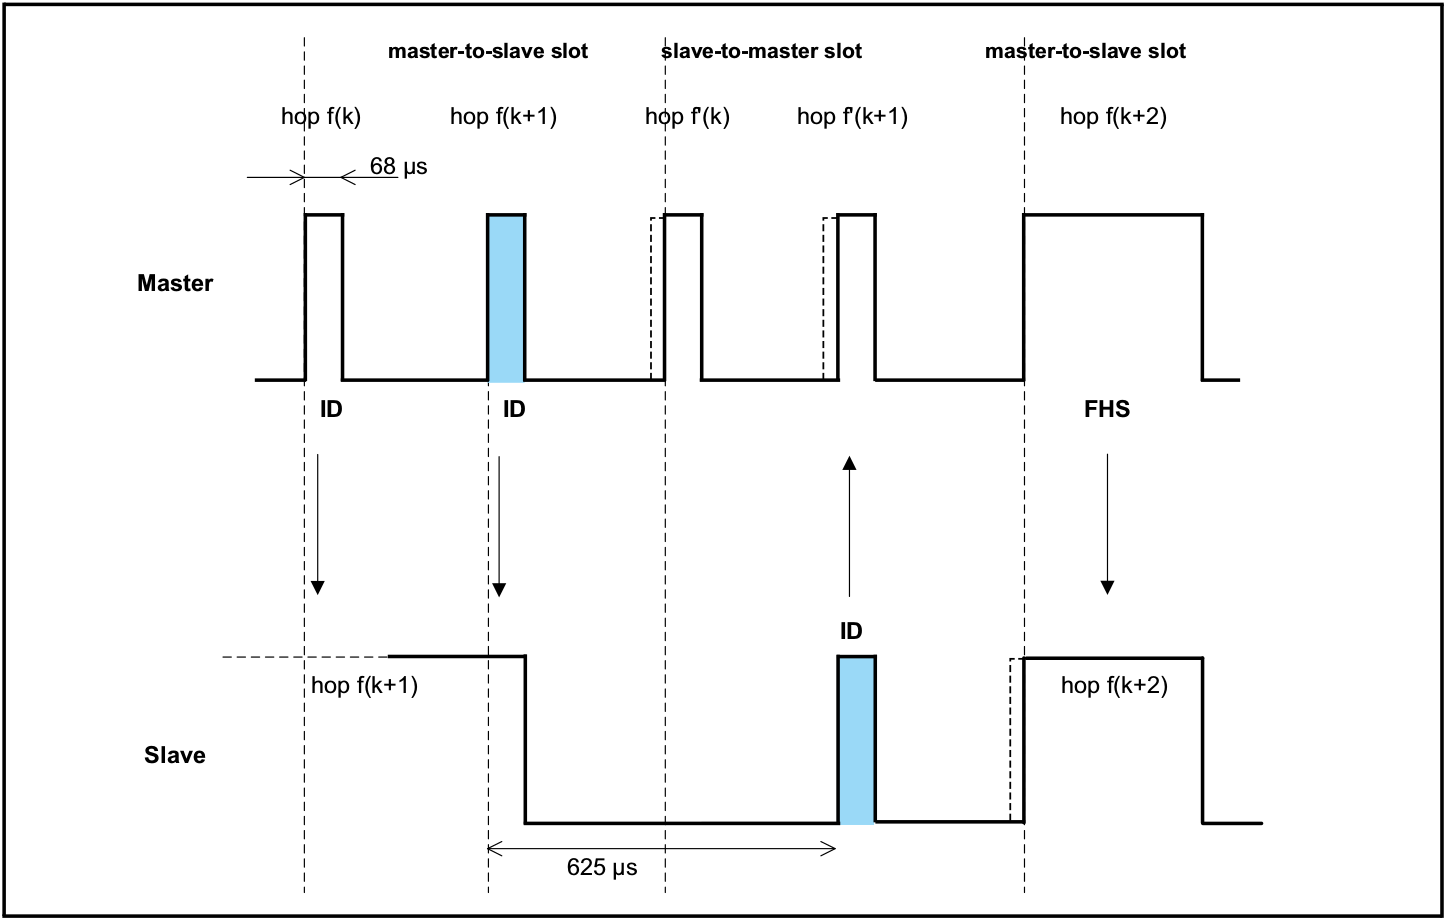 master-to-slave slot slave-to-master slot master-to-slave slot
hop f(k) hop f(k+1) hop f'(k) hop f'(k+1) hop f(k+2)
68 µs
Master
ID ID FHS
ID
hop f(k+1) hop f(k+2)
Slave
625 µs